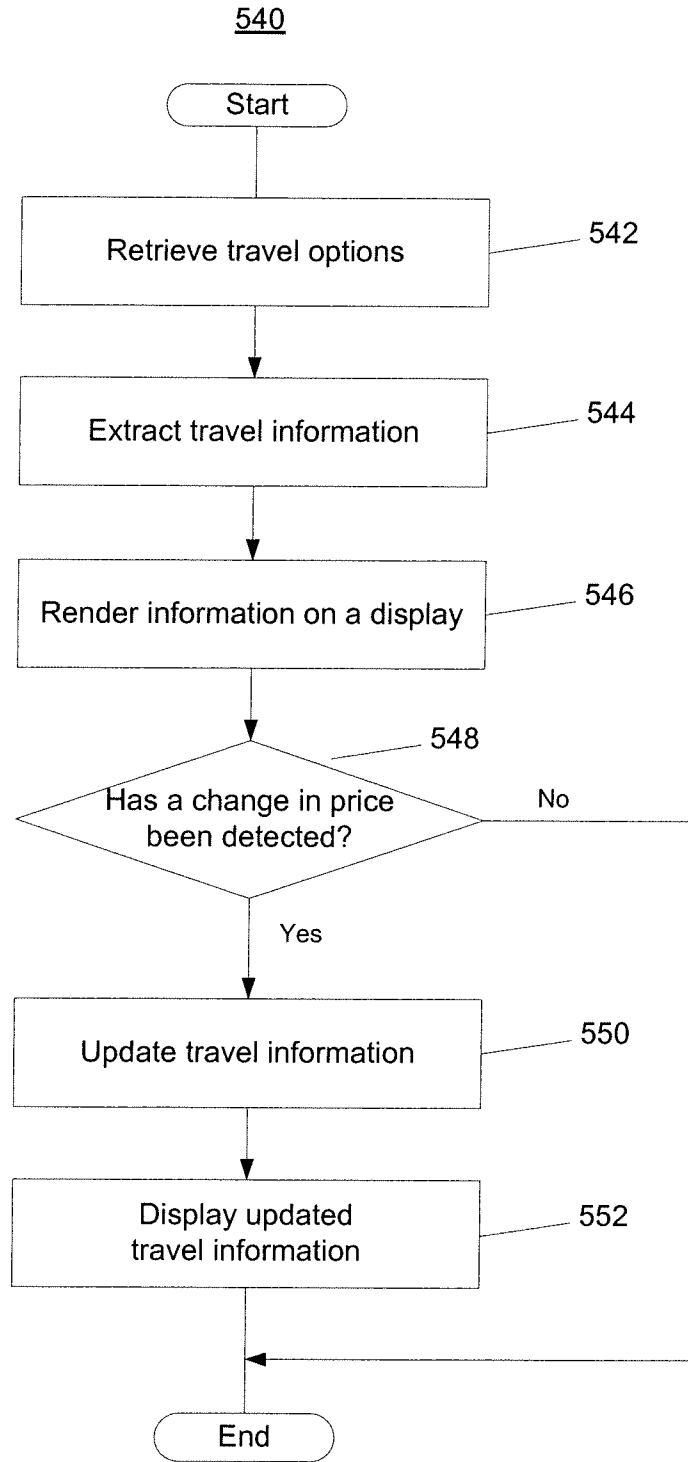 540
Start
Retrieve travel options
542
Extract travel information
544
Render information on a display
546
548
Has a change in price
been detected?
No
Yes
Update travel information
550
Display updated
travel information
552
End